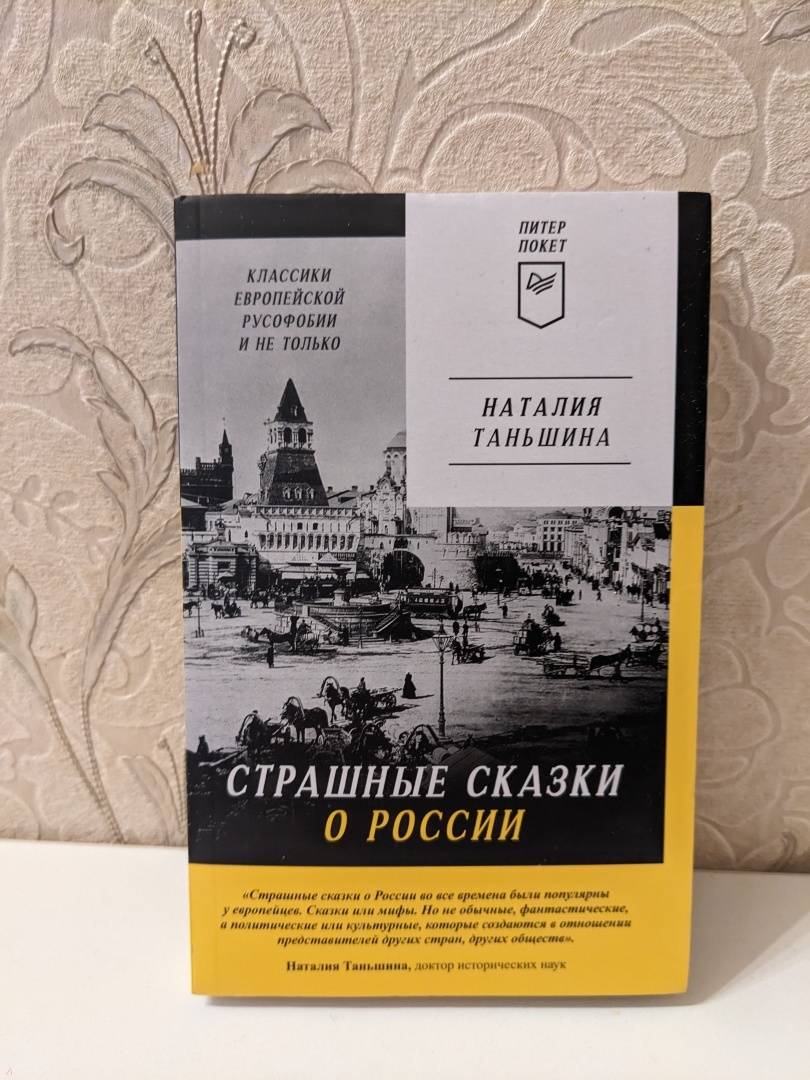 КЛАССИКИ
ЕВРОПЕЙСКОЙ
РУСОФОБИИ
И НЕ ТОЛЬКО
ПИТЕР
ПОКЕТ
НАТАЛИЯ
ТАНЬШИНА
СТРАШНЫЕ СКАЗКИ
О РОССИИ
«Страшные сказки о России во все времена были популярны
у европейцев. Сказки или мифы. Но не обычные, фантастические,
а политические или культурные, которые создаются в отношении
представителей других стран, других обществ».
Наталия Таньшина, доктор исторических наук